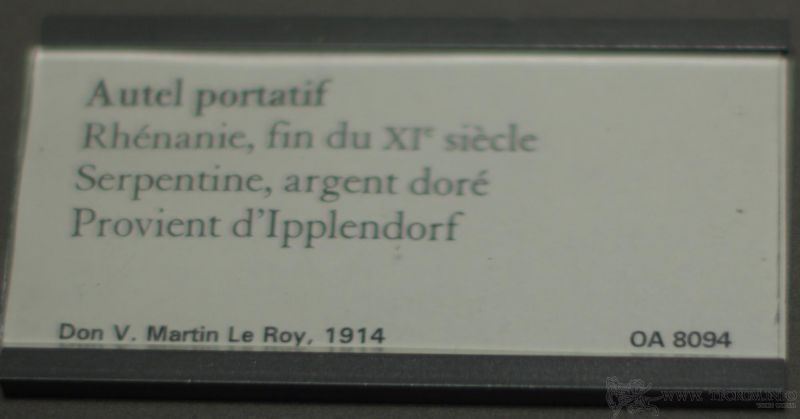 Autel portatif
Rhénanie, fin du XIe siècle
Serpentine, argent doré
Provient d'Ipplendorf
Don V. Martin Le Roy, 1914
OA 8094